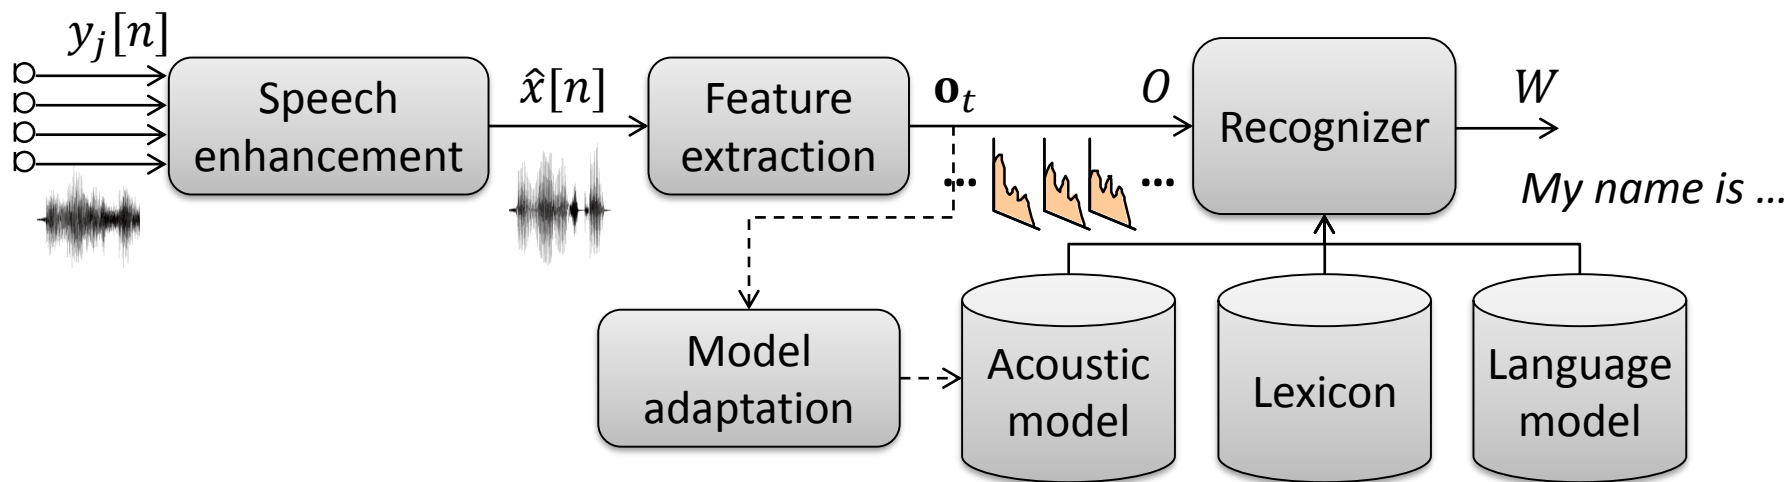 y_j[n]
Speech
enhancement
x̂[n]
Feature
extraction
𝐨_t
O
Recognizer
W
... ...
My name is ...
Model
adaptation
Acoustic
model
Lexicon
Language
model